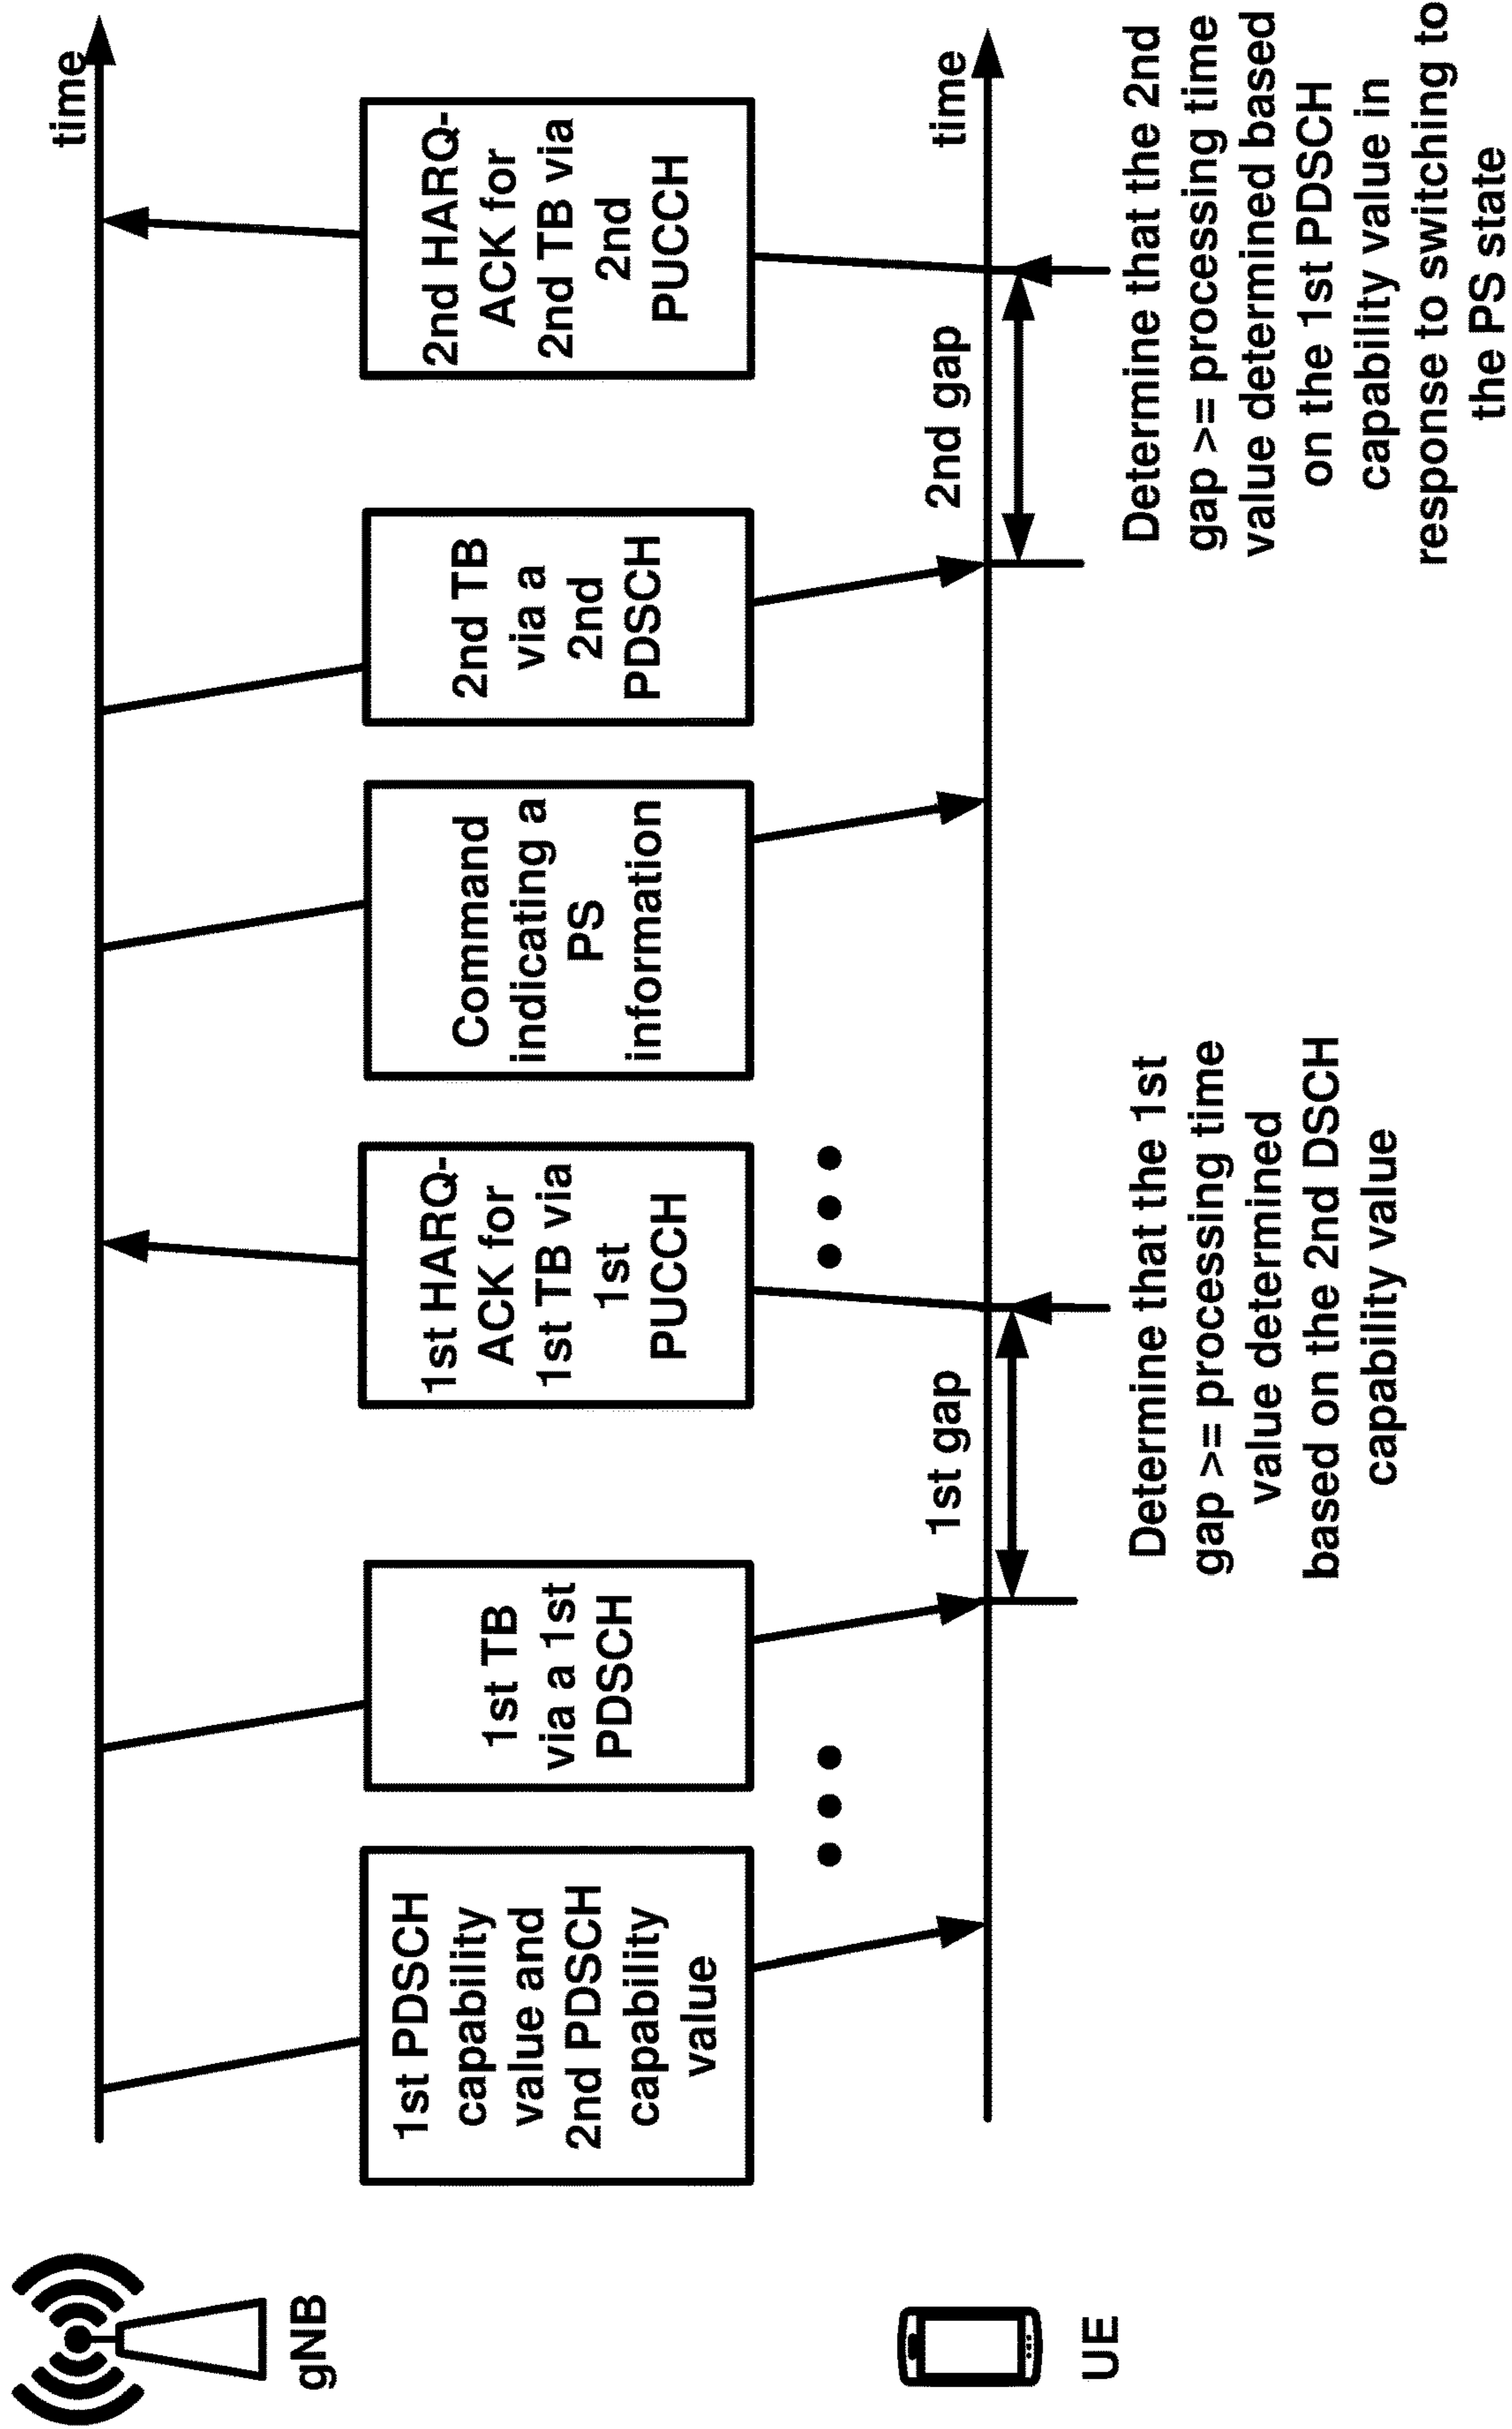 gNB
time
1st PDSCH
capability
value and
2nd PDSCH
capability
value
1st TB
via a 1st
PDSCH
1st HARQ-
ACK for
1st TB via
1st
PUCCH
Command
indicating a
PS
information
2nd TB
via a
2nd
PDSCH
2nd HARQ-
ACK for
2nd TB via
2nd
PUCCH
UE
1st gap
2nd gap
time
Determine that the 1st
gap >= processing time
value determined
based on the 2nd DSCH
capability value
Determine that the 2nd
gap >= processing time
value determined based
on the 1st PDSCH
capability value in
response to switching to
the PS state